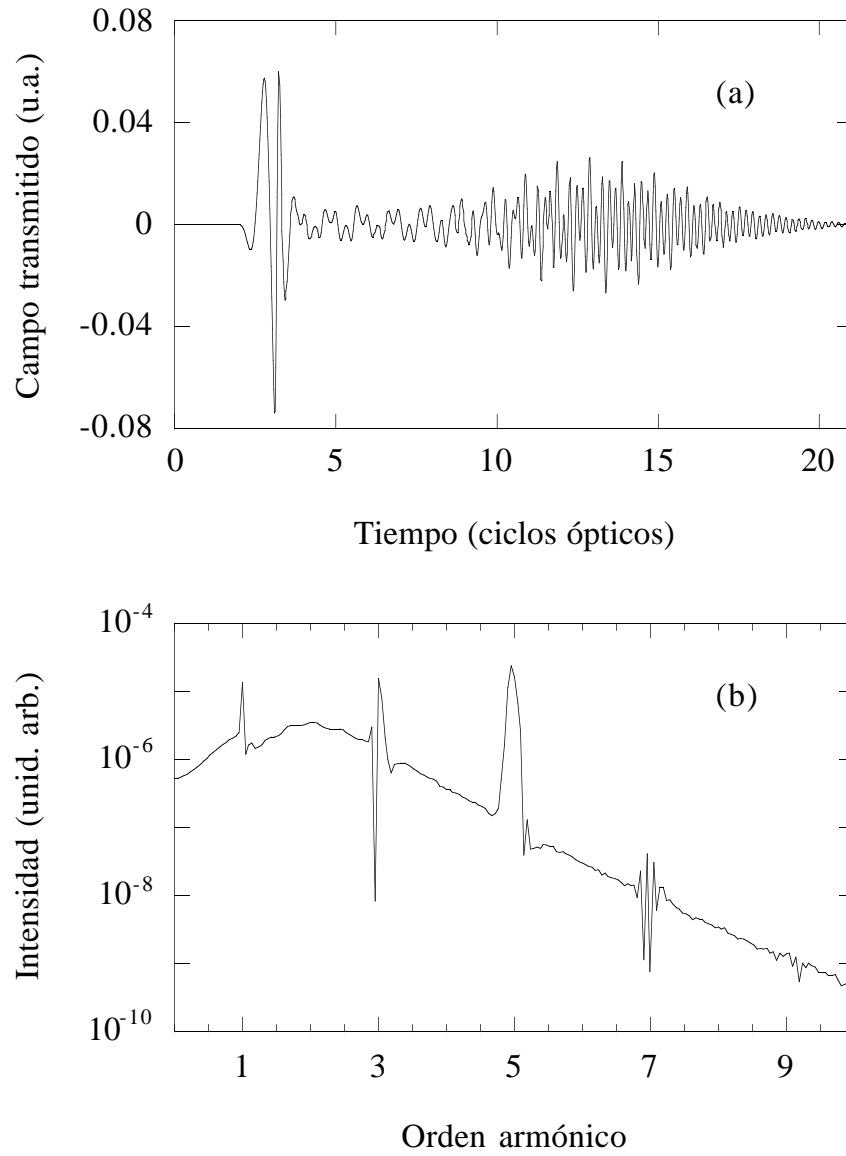 0.08
(a)
0.04
0
-0.04
-0.08
0 5 10 15 20
Campo transmitido (u.a.)
Tiempo (ciclos ópticos)
10-4
(b)
10-6
10-8
10-10
1 3 5 7 9
Intensidad (unid. arb.)
Orden armónico